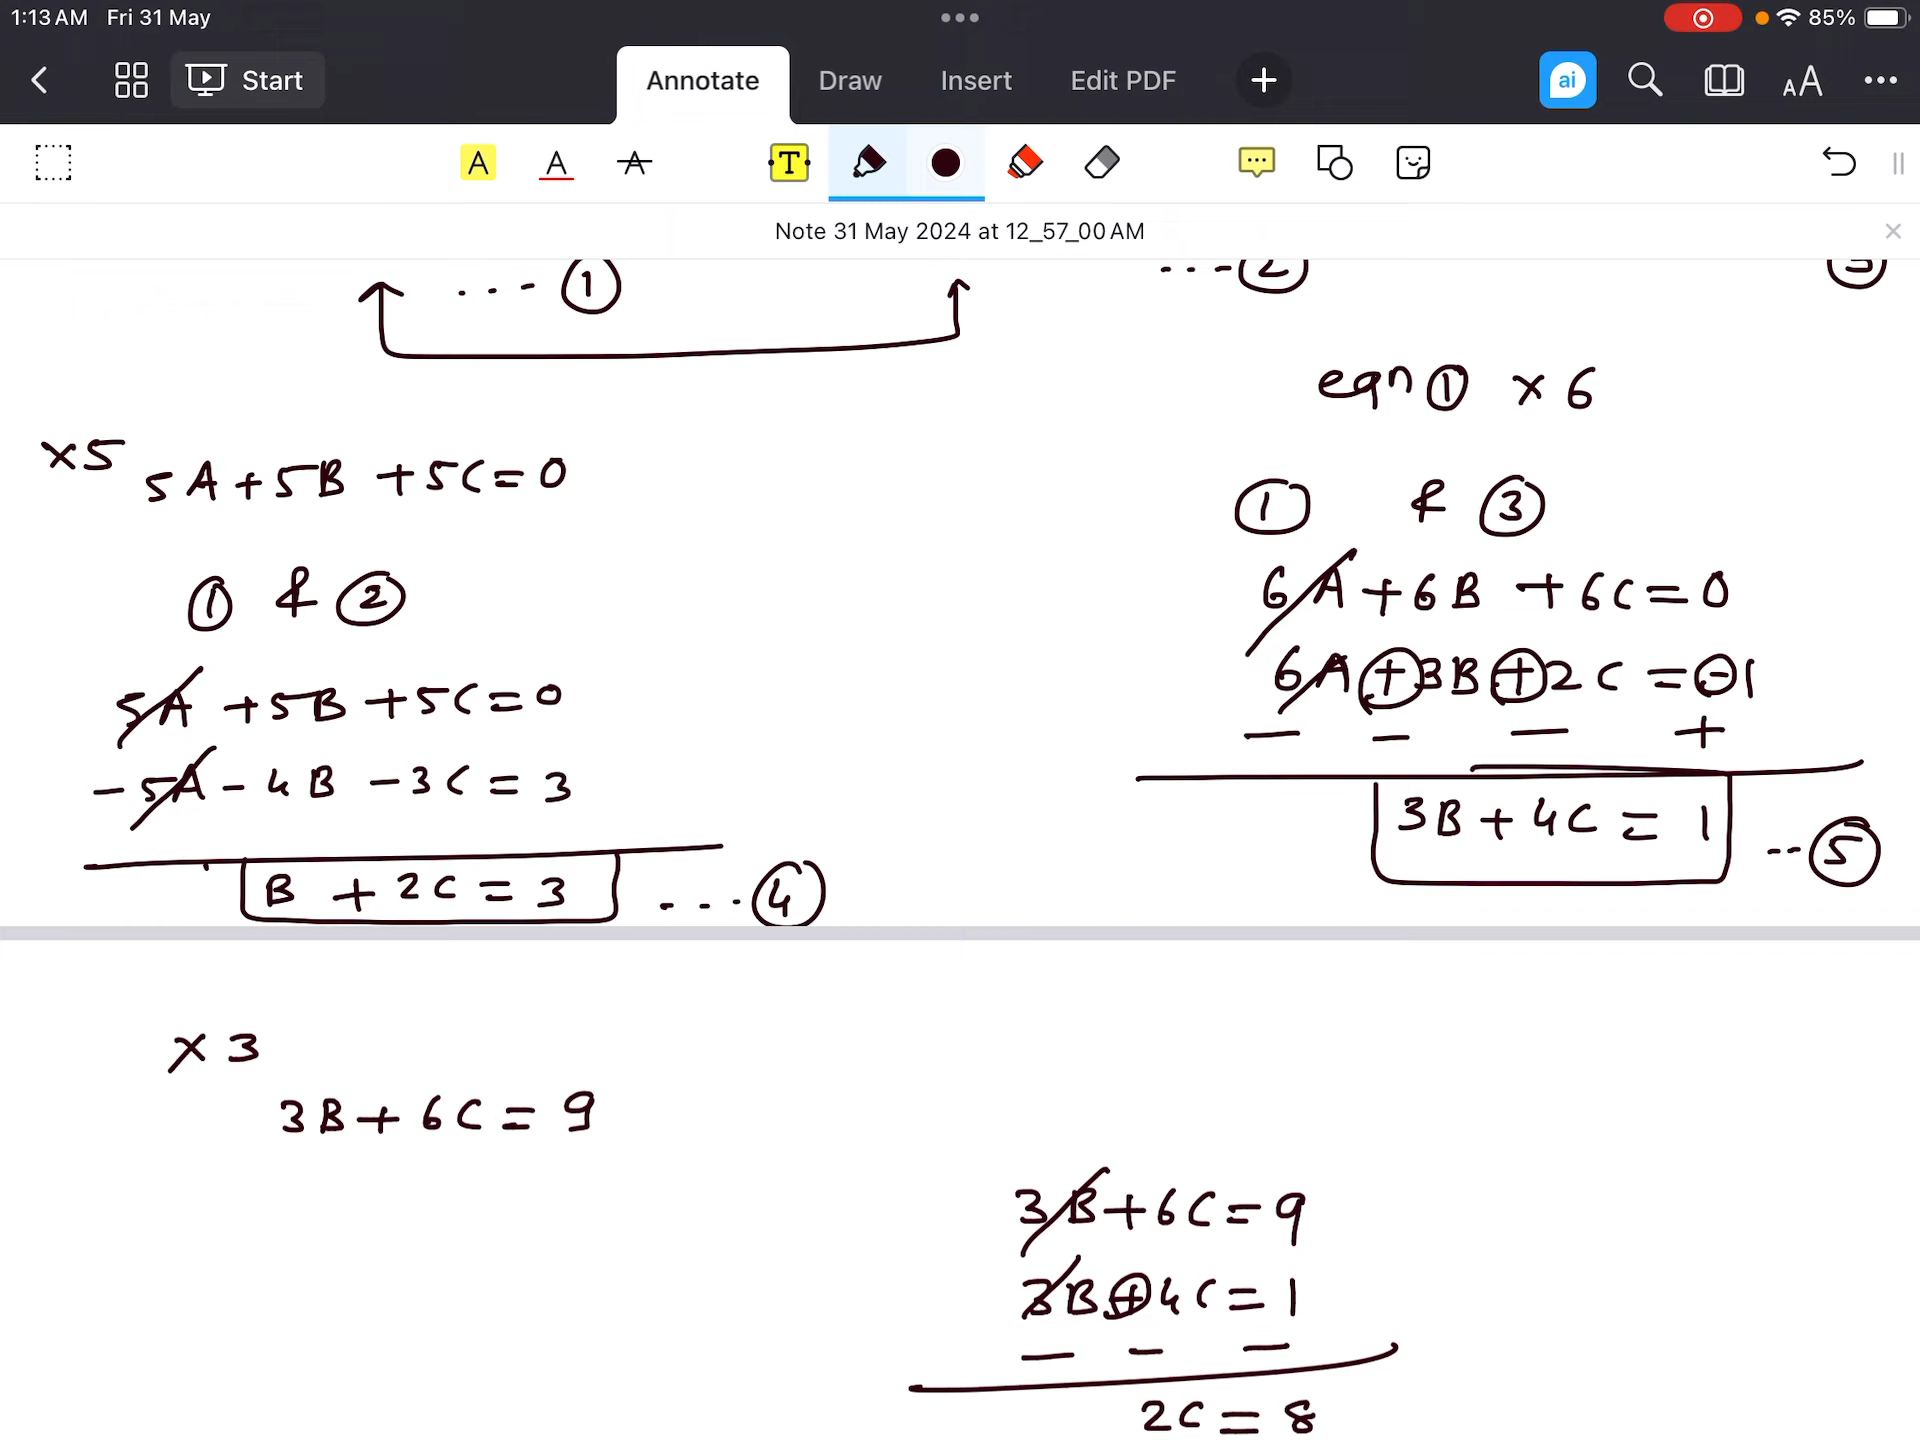 1:13 AM Fri 31 May
85%
Start
Annotate
Draw
Insert
Edit PDF
ai
AA
A A A T
Note 31 May 2024 at 12_57_00 AM
... - ①
... - ②
③
eqn ① × 6
×5
5A + 5B + 5C = 0
① & ②
5A + 5B + 5C = 0
- 5A - 4B - 3C = 3
B + 2C = 3 ... ④
① & ③
6A + 6B + 6C = 0
6A + 3B + 2C = -1
- - - +
3B + 4C = 1 -- ⑤
× 3
3B + 6C = 9
3B + 6C = 9
3B + 4C = 1
- - -
2C = 8